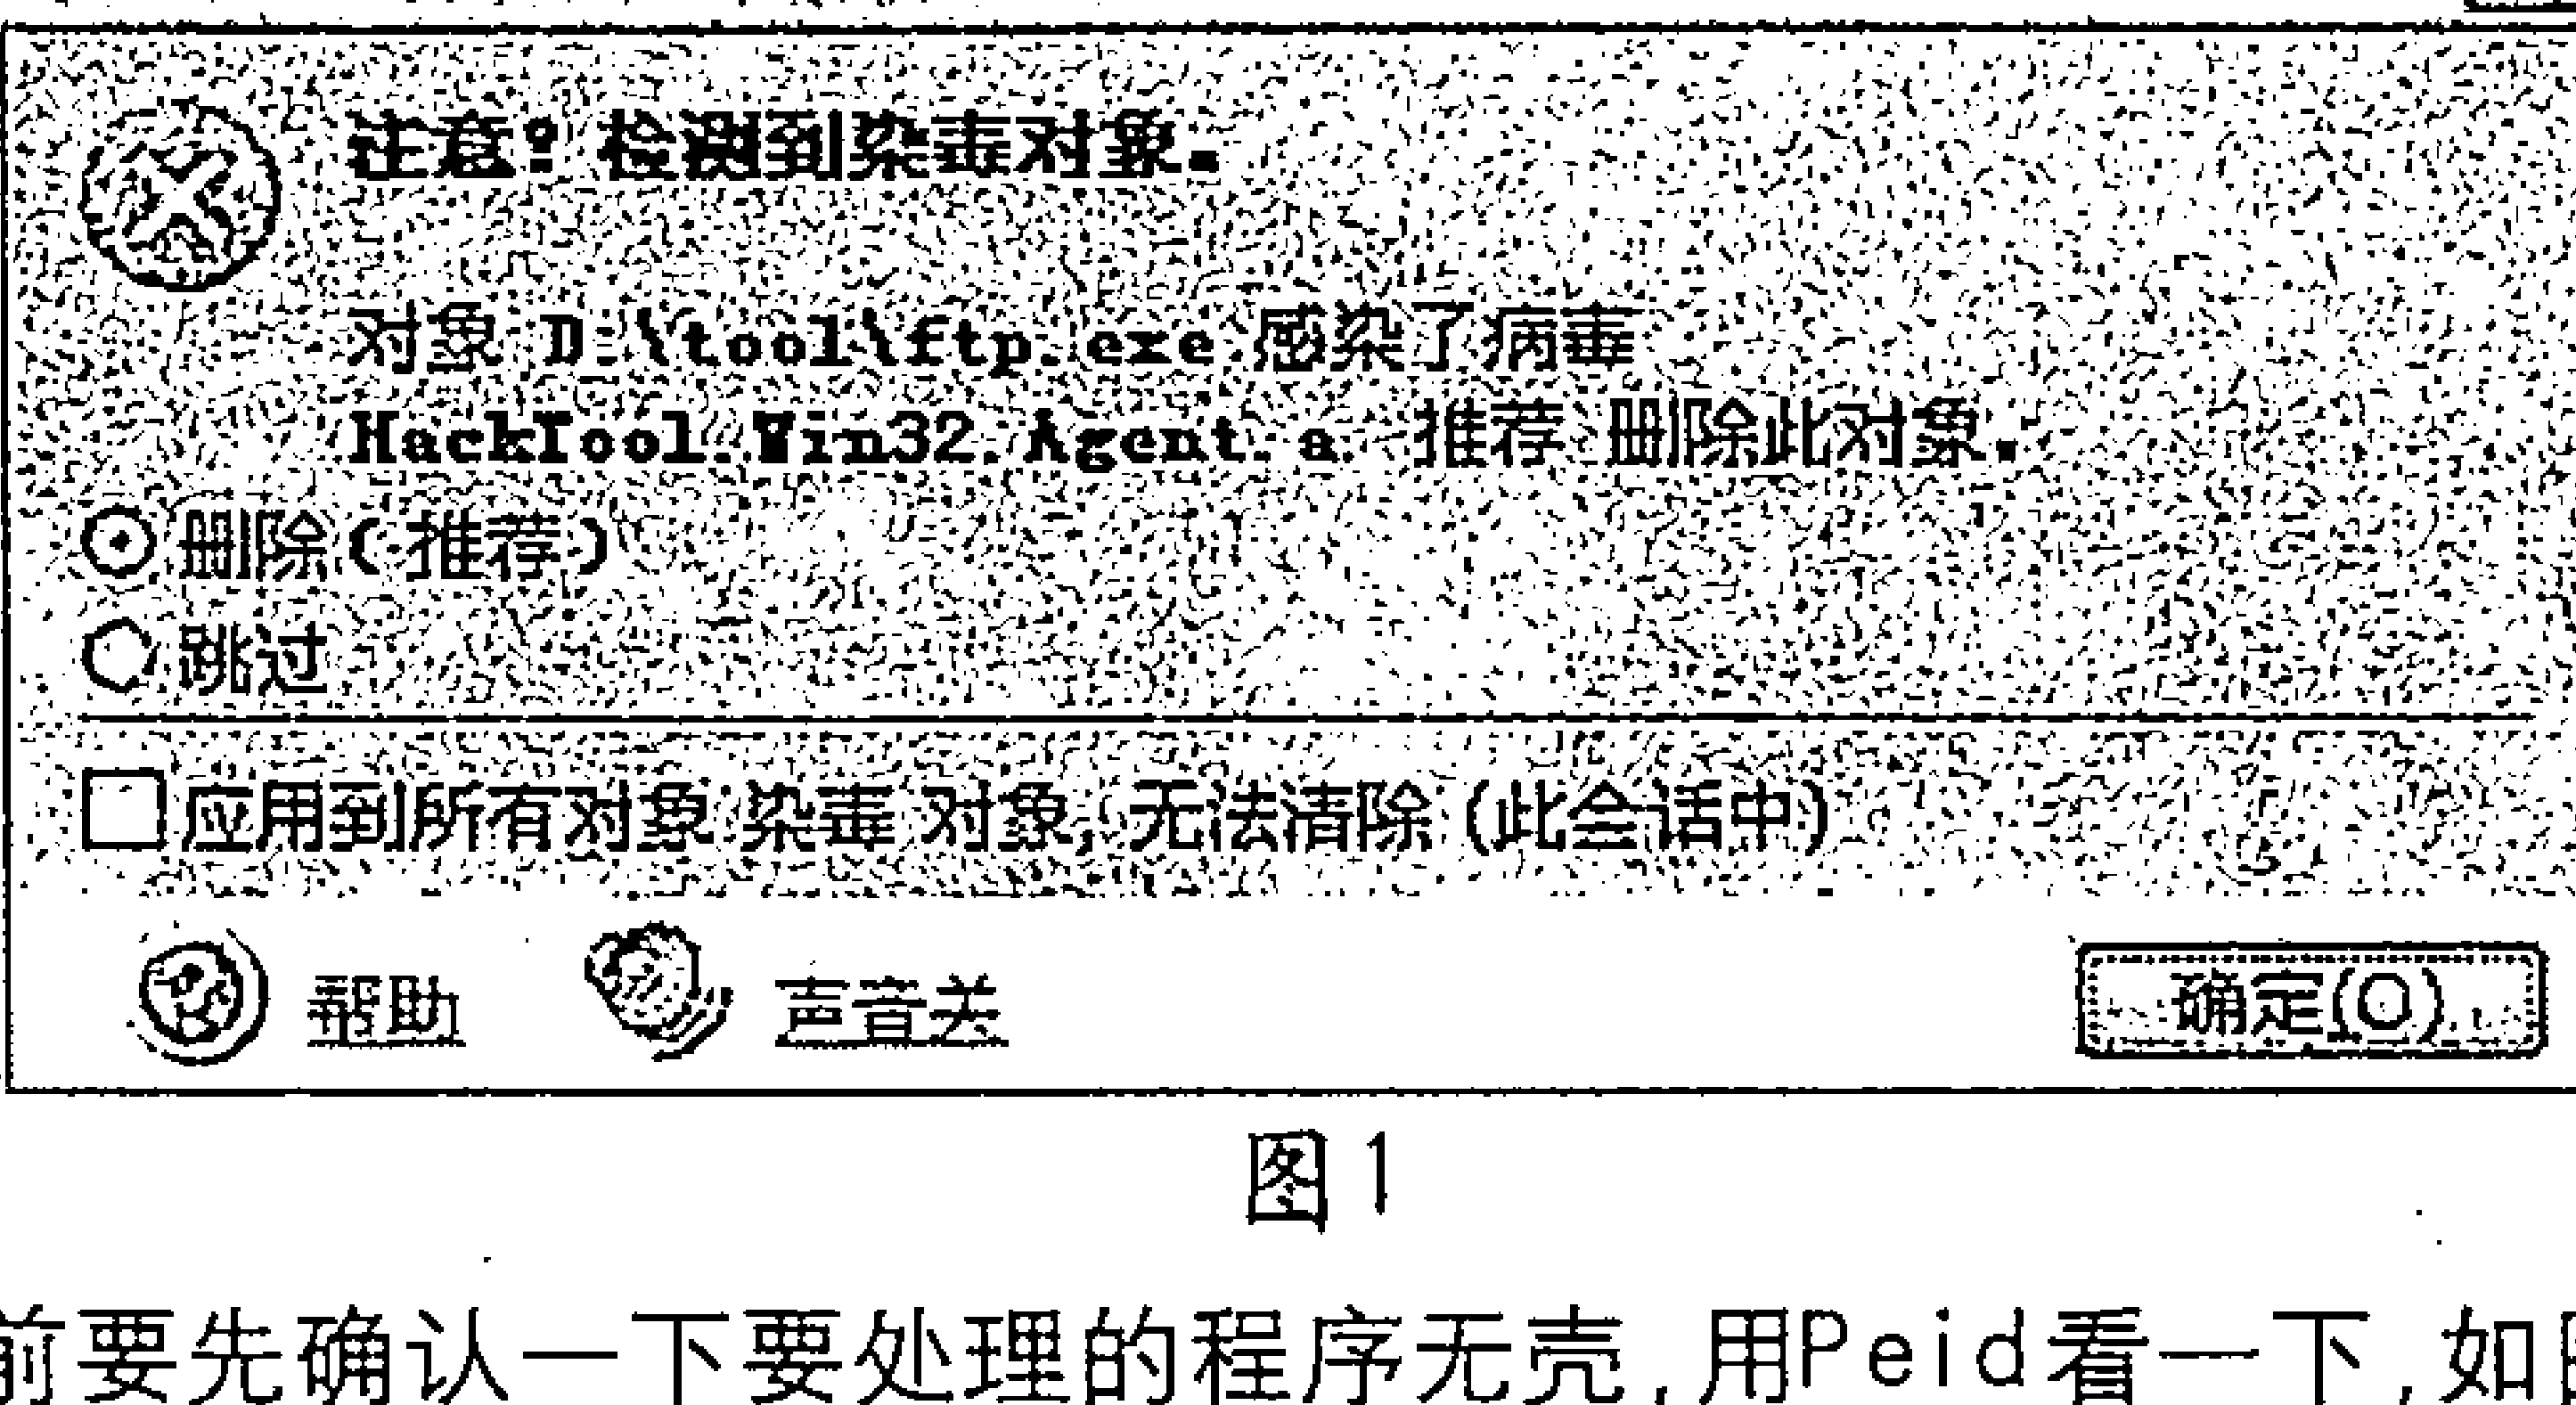 注意! 检测到染毒对象。
对象 D:\tool\ftp.exe 感染了病毒
HackTool.Win32.Agent.a. 推荐 删除此对象。
删除(推荐)
跳过
应用到所有对象 染毒 对象, 无法清除 (此会话中)
帮助 声音关 确定(O)
图1
前要先确认一下要处理的程序无壳,用Peid看一下,如